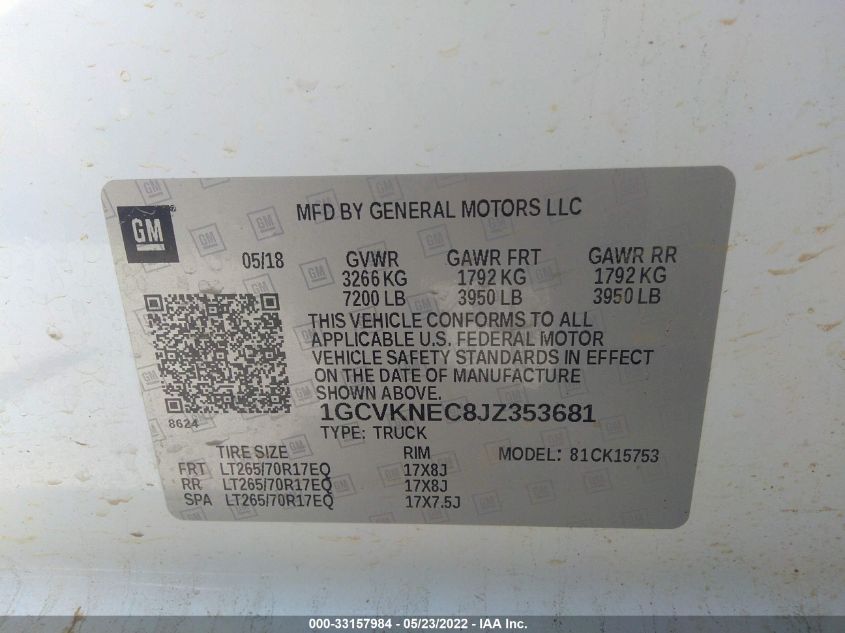 GM
MFD BY GENERAL MOTORS LLC
05/18 GVWR GAWR FRT GAWR RR
3266 KG 1792 KG 1792 KG
7200 LB 3950 LB 3950 LB
THIS VEHICLE CONFORMS TO ALL
APPLICABLE U.S. FEDERAL MOTOR
VEHICLE SAFETY STANDARDS IN EFFECT
ON THE DATE OF MANUFACTURE
SHOWN ABOVE.
1GCVKNEC8JZ353681
8624
TYPE: TRUCK
TIRE SIZE RIM MODEL: 81CK15753
FRT LT265/70R17EQ 17X8J
RR LT265/70R17EQ 17X8J
SPA LT265/70R17EQ 17X7.5J
000-33157984 - 05/23/2022 - IAA, Inc.